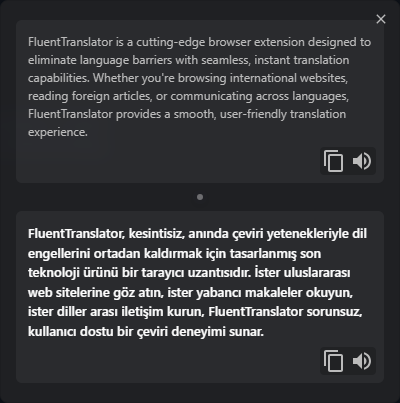 FluentTranslator is a cutting-edge browser extension designed to
eliminate language barriers with seamless, instant translation
capabilities. Whether you're browsing international websites,
reading foreign articles, or communicating across languages,
FluentTranslator provides a smooth, user-friendly translation
experience.
FluentTranslator, kesintisiz, anında çeviri yetenekleriyle dil
engellerini ortadan kaldırmak için tasarlanmış son
teknoloji ürünü bir tarayıcı uzantısıdır. İster uluslararası
web sitelerine göz atın, ister yabancı makaleler okuyun,
ister diller arası iletişim kurun, FluentTranslator sorunsuz,
kullanıcı dostu bir çeviri deneyimi sunar.